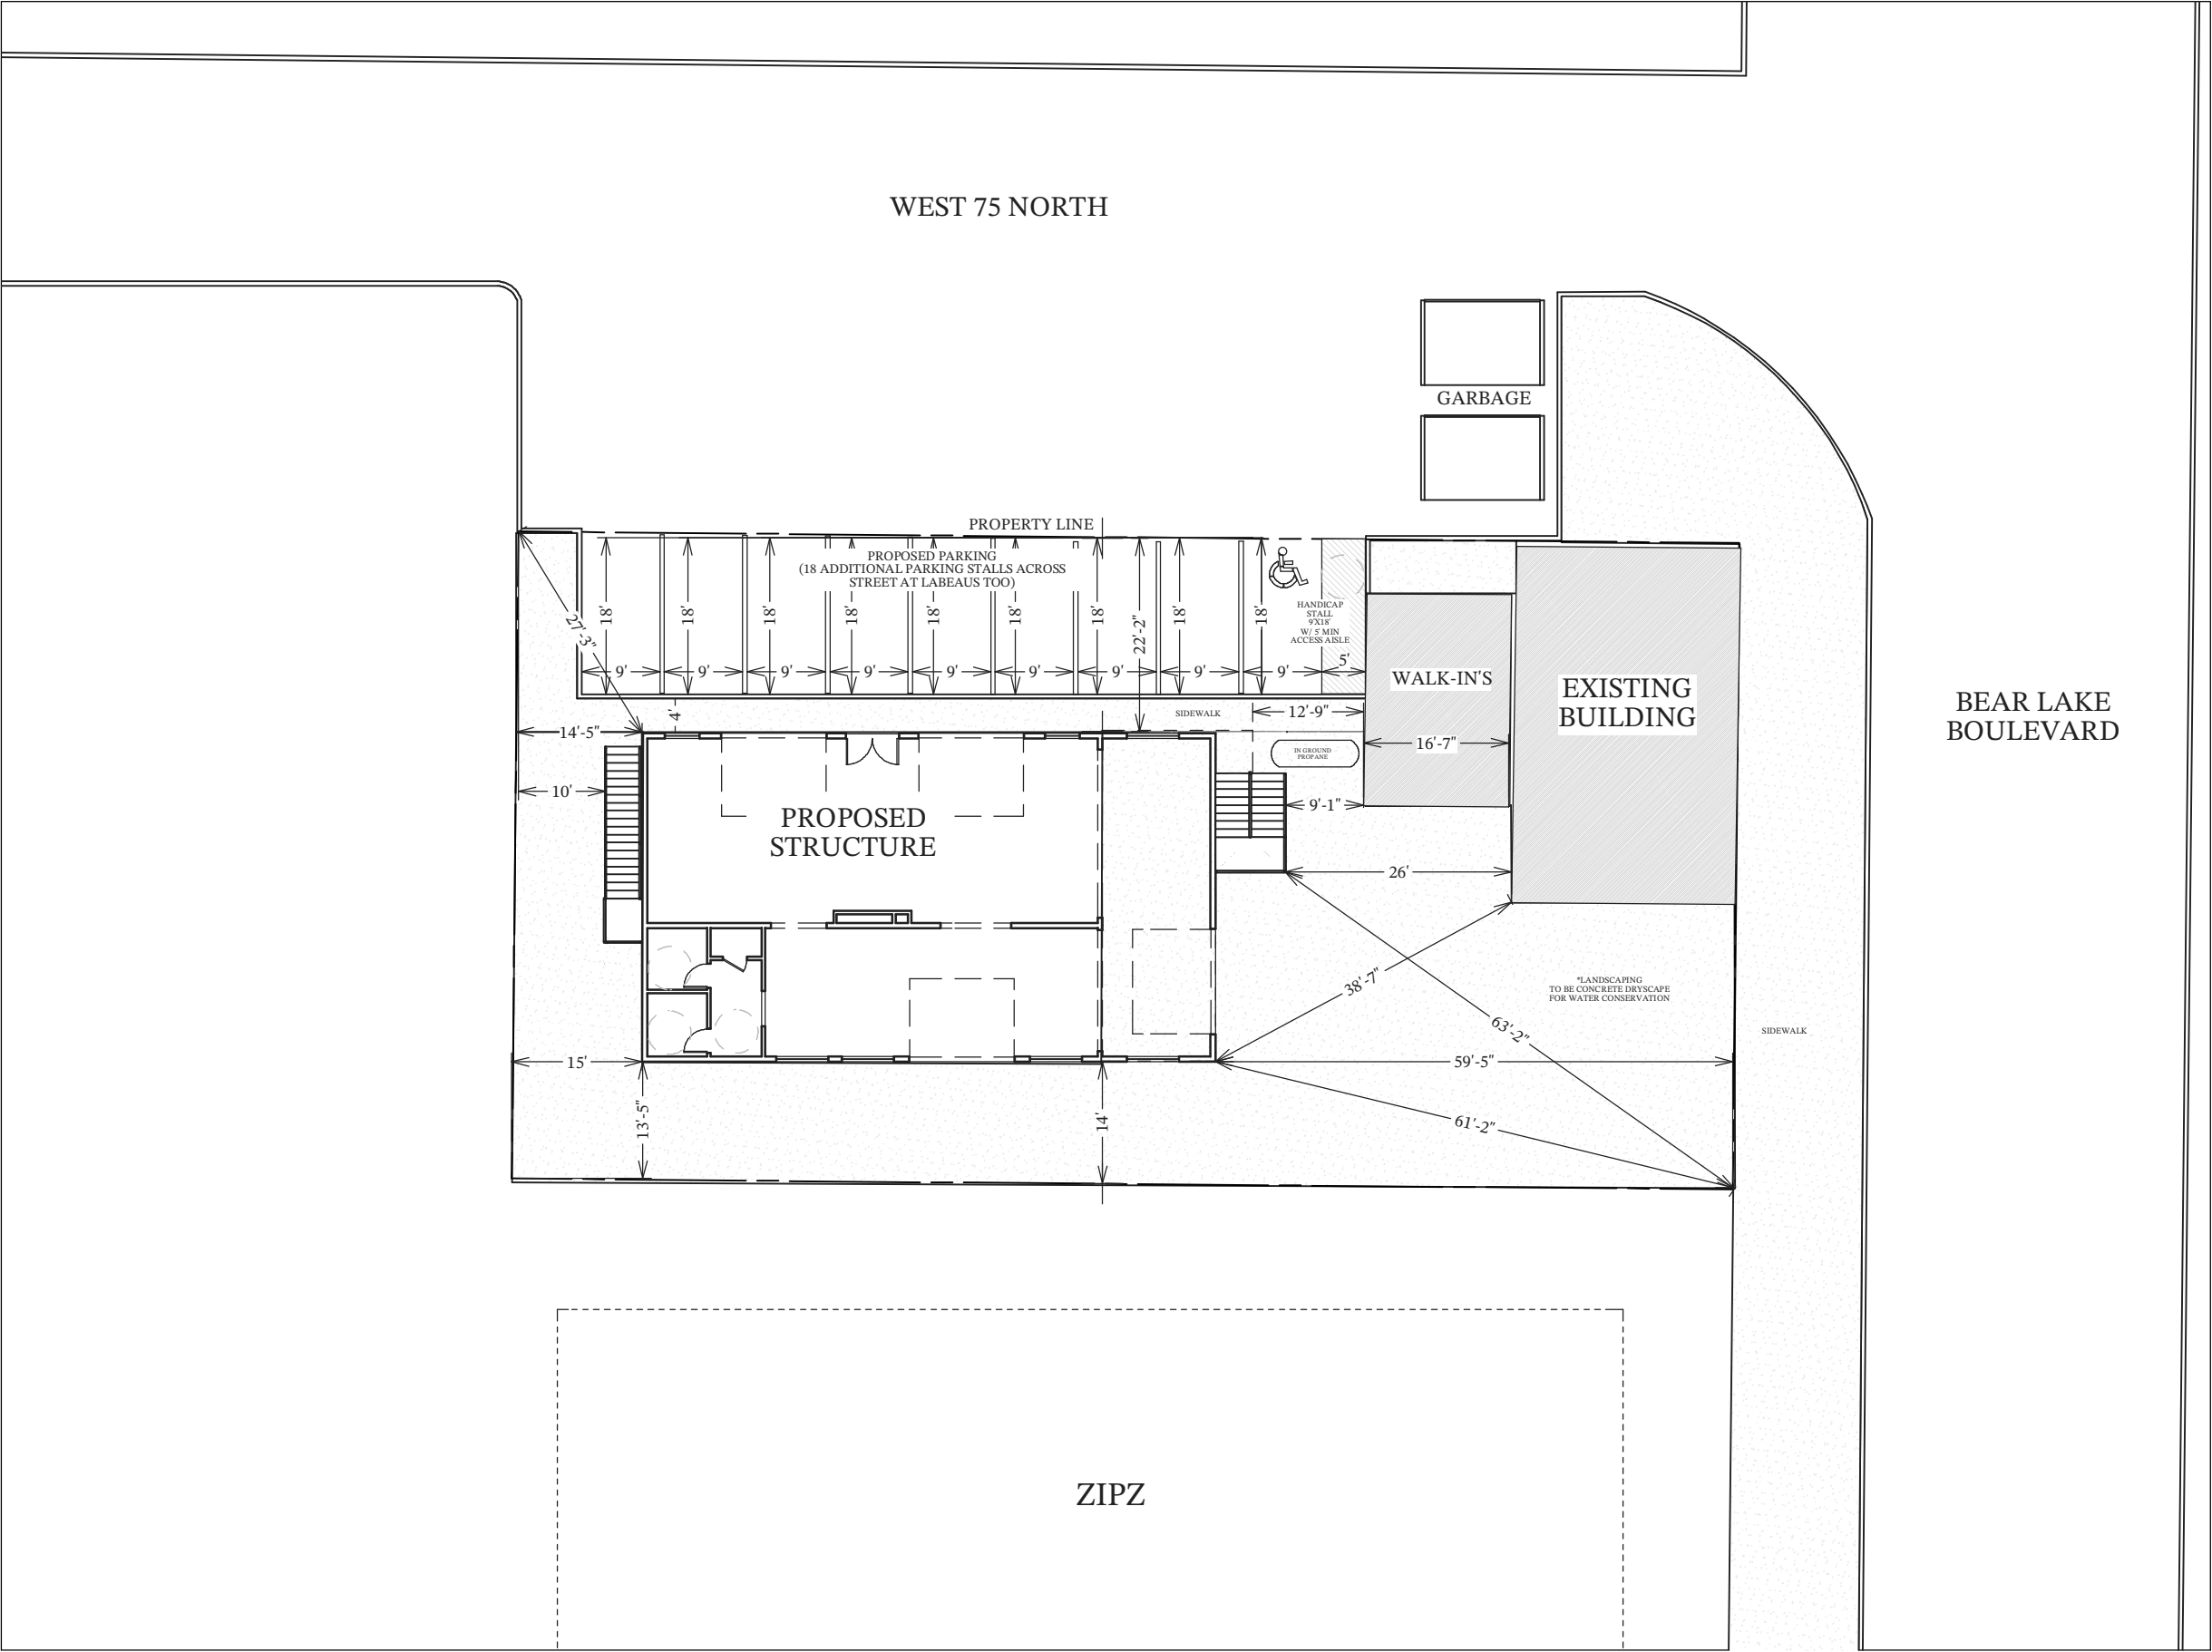 WEST 75 NORTH
GARBAGE
PROPERTY LINE
PROPOSED PARKING
(18 ADDITIONAL PARKING STALLS ACROSS
STREET AT LABEAUS TOO)
18'
18'
18'
18'
18'
18'
18'
22'-2"
18'
18'
27'-3"
HANDICAP
STALL
9'X18'
W/ 5' MIN
ACCESS AISLE
9'
9'
9'
9'
9'
9'
9'
9'
9'
5'
WALK-IN'S
EXISTING
BUILDING
BEAR LAKE
BOULEVARD
4'
SIDEWALK
12'-9"
14'-5"
16'-7"
IN GROUND
PROPANE
10'
9'-1"
PROPOSED
STRUCTURE
26'
38'-7"
*LANDSCAPING
TO BE CONCRETE DRYSCAPE
FOR WATER CONSERVATION
63'-2"
SIDEWALK
15'
59'-5"
13'-5"
14'
61'-2"
ZIPZ